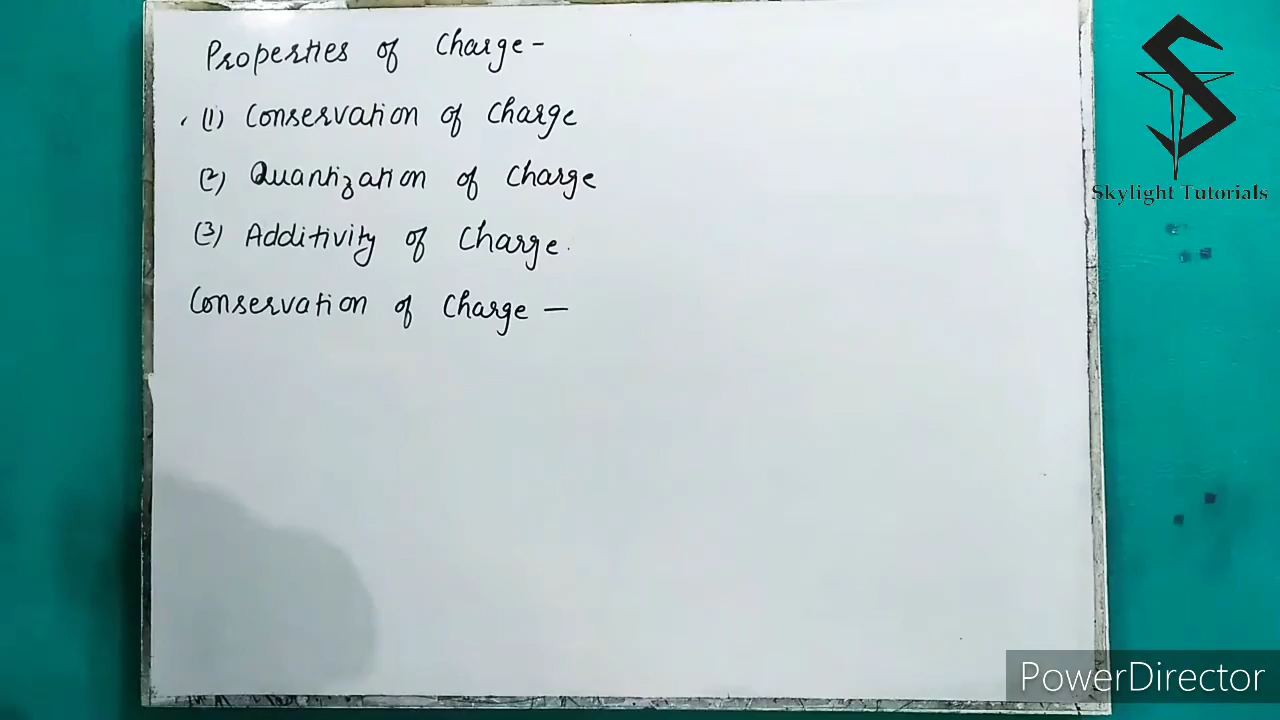 Properties of Charge -
(1) Conservation of Charge
(2) Quantization of Charge
(3) Additivity of Charge.
Conservation of Charge —
Skylight Tutorials
PowerDirector